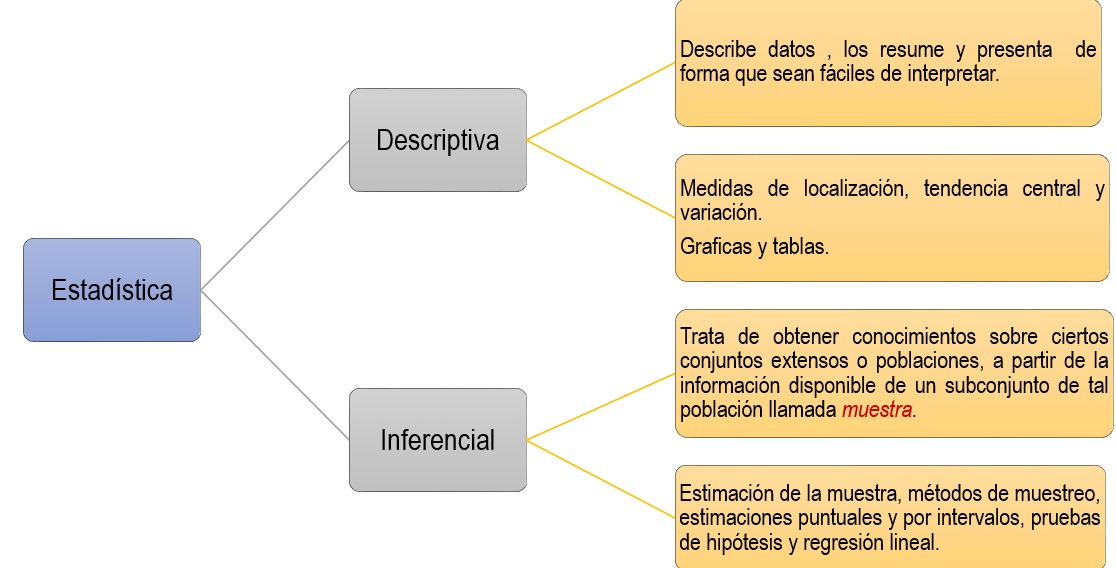 Estadística
Descriptiva
Describe datos , los resume y presenta de
forma que sean fáciles de interpretar.
Medidas de localización, tendencia central y
variación.
Graficas y tablas.
Inferencial
Trata de obtener conocimientos sobre ciertos
conjuntos extensos o poblaciones, a partir de la
información disponible de un subconjunto de tal
población llamada muestra.
Estimación de la muestra, métodos de muestreo,
estimaciones puntuales y por intervalos, pruebas
de hipótesis y regresión lineal.